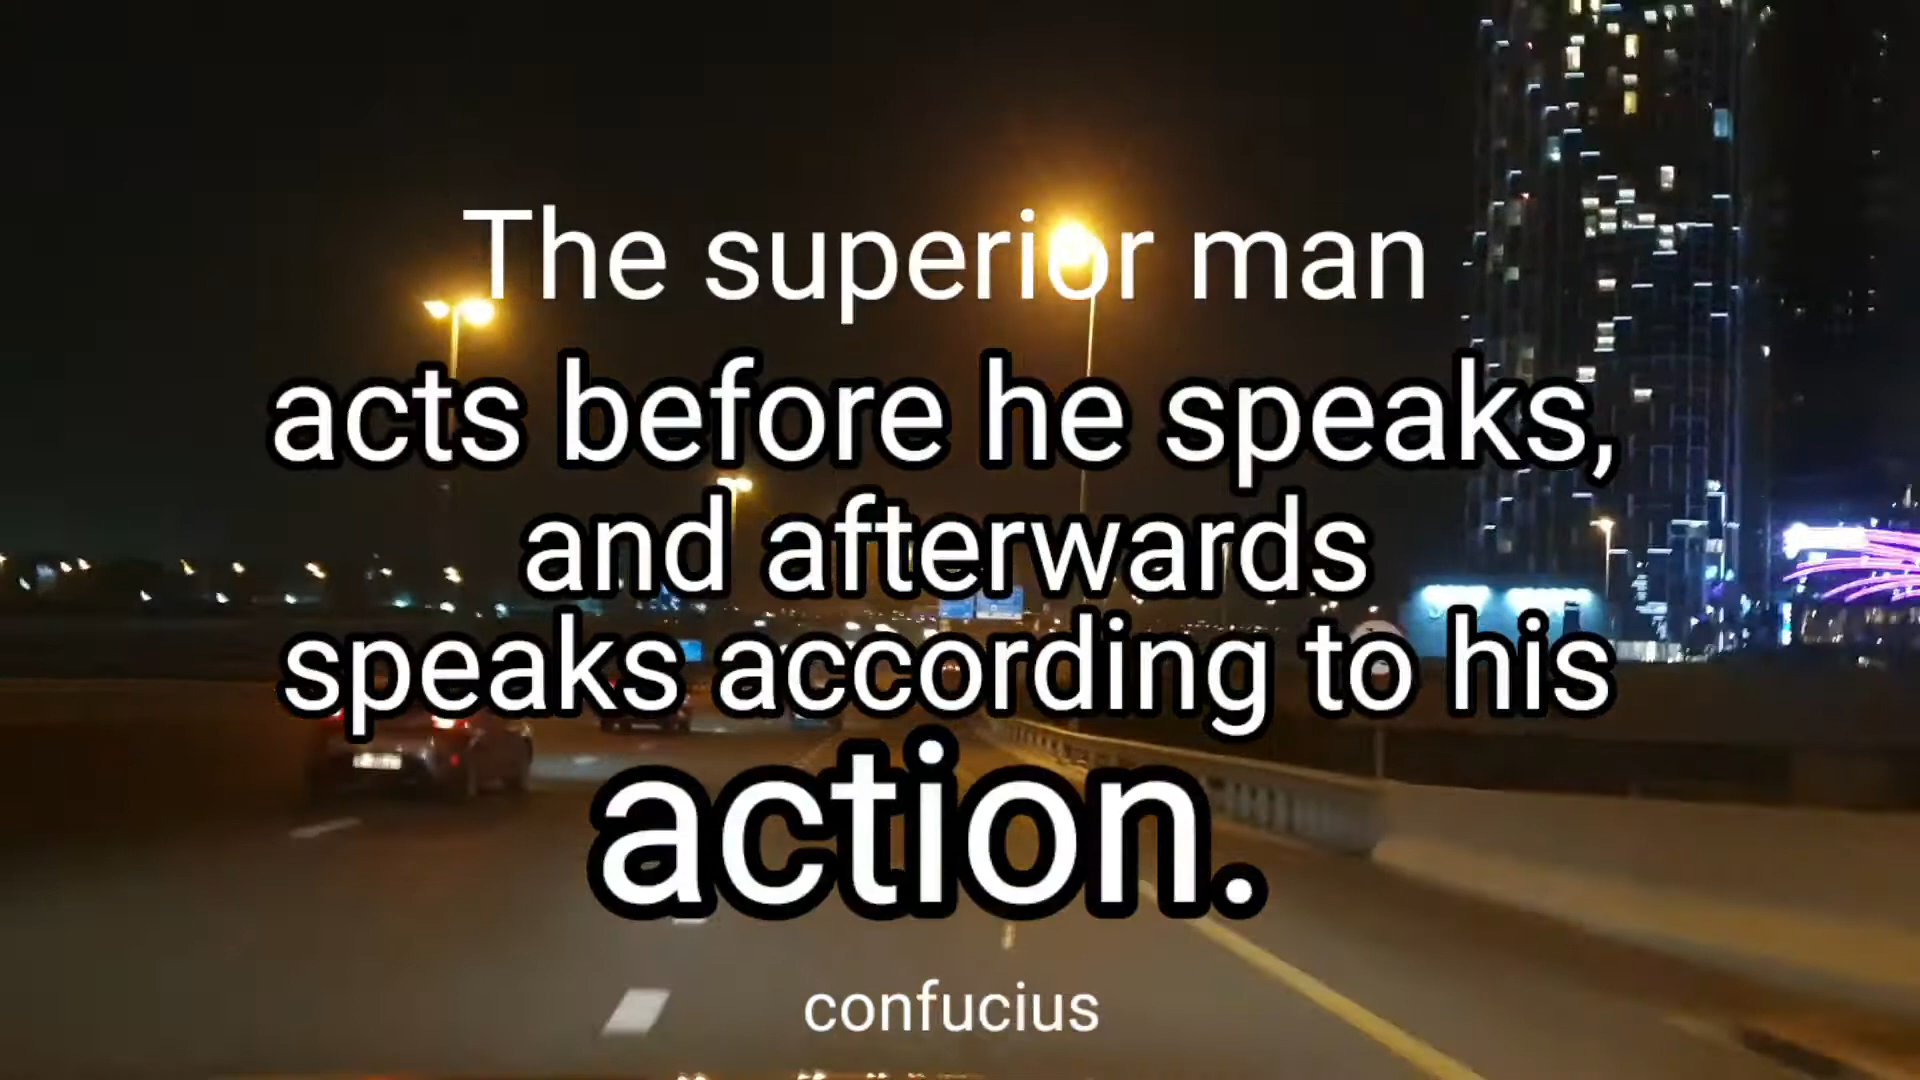 The superior man
acts before he speaks,
and afterwards
speaks according to his
action.
confucius